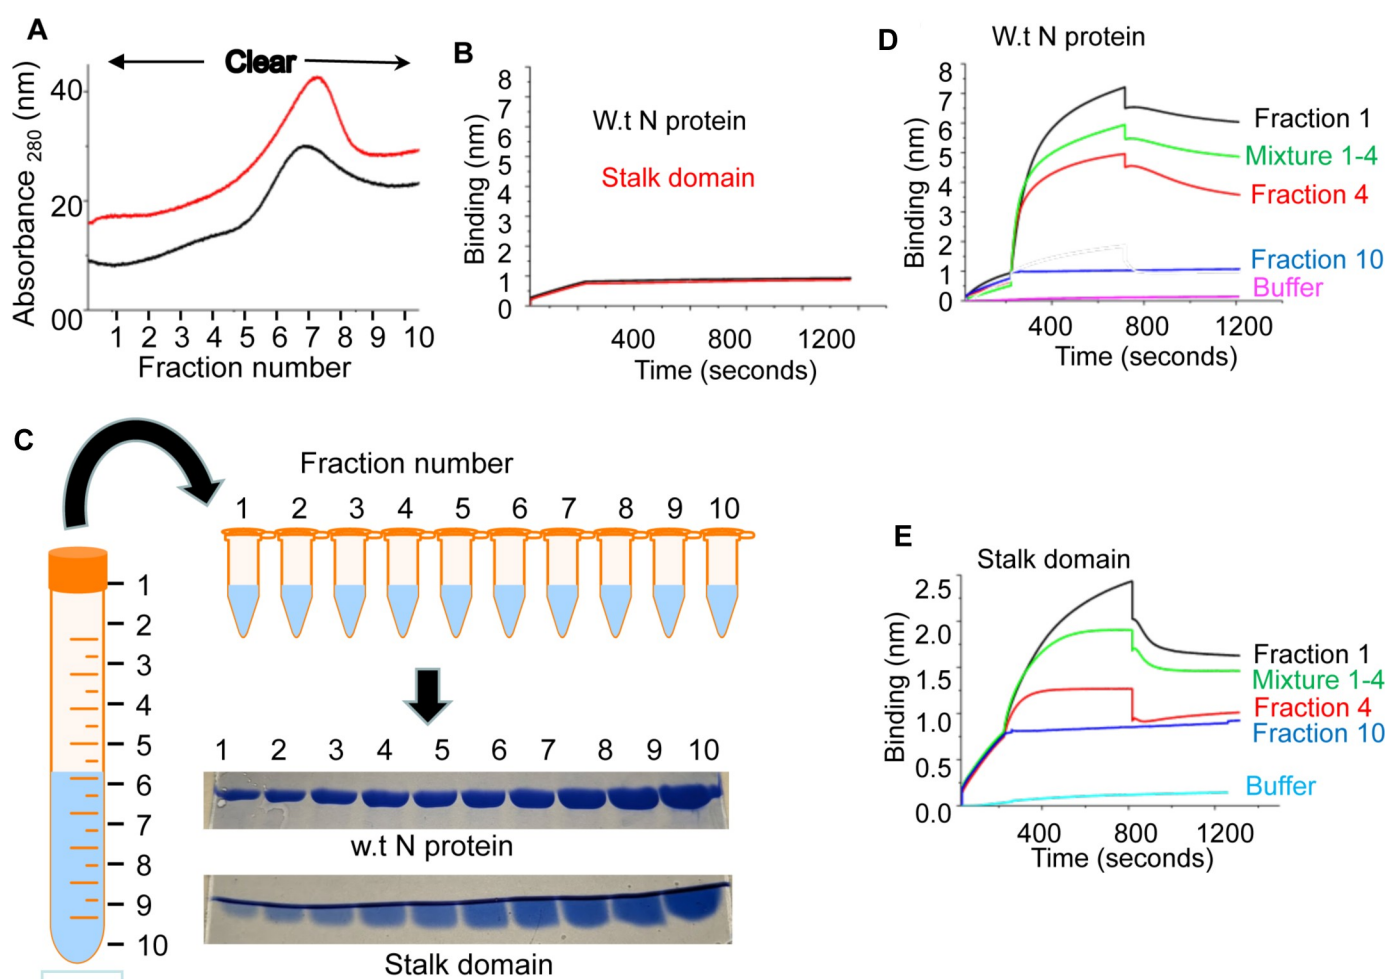 A
Clear
Absorbance 280 (nm)
40
20
00
1 2 3 4 5 6 7 8 9 10
Fraction number
B
8
7
6
5
4
3
2
1
0
W.t N protein
Stalk domain
Binding (nm)
400 800 1200
Time (seconds)
D
W.t N protein
8
7
6
5
4
3
2
1
0
Binding (nm)
Fraction 1
Mixture 1-4
Fraction 4
Fraction 10
Buffer
400 800 1200
Time (seconds)
C
Fraction number
1 2 3 4 5 6 7 8 9 10
1
2
3
4
5
6
7
8
9
10
1 2 3 4 5 6 7 8 9 10
w.t N protein
Stalk domain
E
Stalk domain
2.5
2.0
1.5
1.0
0.5
0.0
Binding (nm)
Fraction 1
Mixture 1-4
Fraction 4
Fraction 10
Buffer
400 800 1200
Time (seconds)